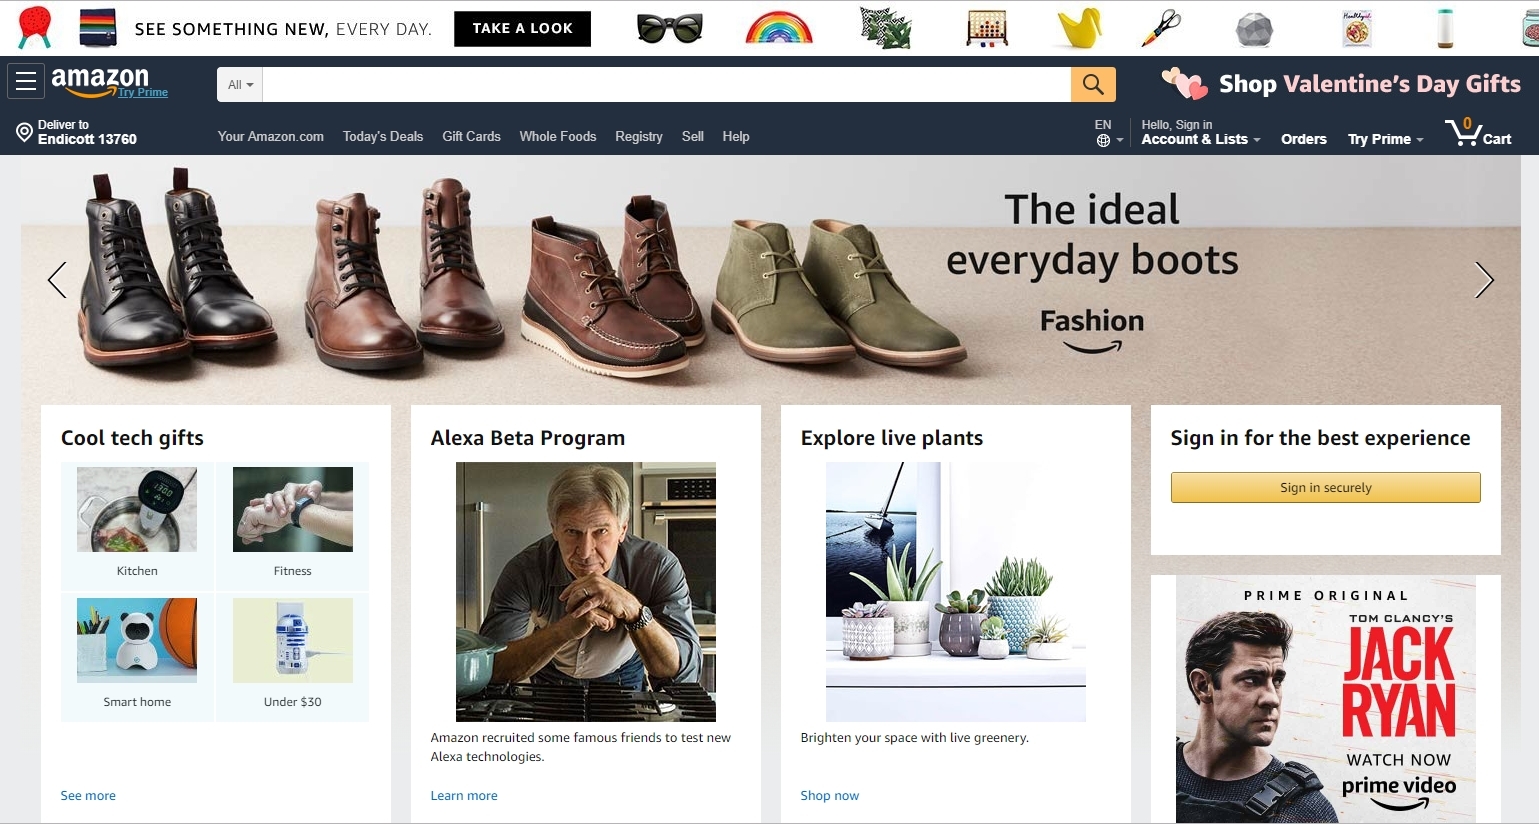 SEE SOMETHING NEW, EVERY DAY.
TAKE A LOOK
Healthyish
amazon
Try Prime
All
Shop Valentine's Day Gifts
Deliver to
Endicott 13760
Your Amazon.com
Today's Deals
Gift Cards
Whole Foods
Registry
Sell
Help
EN
Hello, Sign in
Account & Lists
Orders
Try Prime
0
Cart
The ideal
everyday boots
Fashion
Cool tech gifts
Kitchen
Fitness
Smart home
Under $30
See more
Alexa Beta Program
Amazon recruited some famous friends to test new
Alexa technologies.
Learn more
Explore live plants
Brighten your space with live greenery.
Shop now
Sign in for the best experience
Sign in securely
PRIME ORIGINAL
TOM CLANCY'S
JACK
RYAN
WATCH NOW
prime video